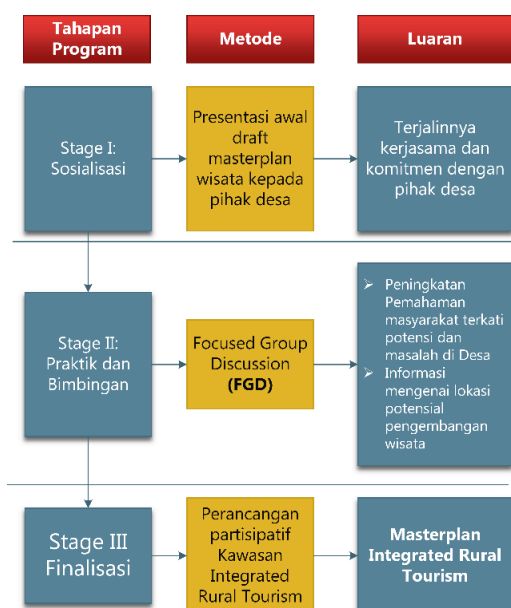 Tahapan
Program
Metode
Luaran
Stage I:
Sosialisasi
Presentasi awal
draft
masterplan
wisata kepada
pihak desa
Terjalinnya
kerjasama dan
komitmen dengan
pihak desa
Stage II:
Praktik dan
Bimbingan
Focused Group
Discussion
(FGD)
➢ Peningkatan
Pemahaman
masyarakat terkati
potensi dan
masalah di Desa
➢ Informasi
mengenai lokasi
potensial
pengembangan
wisata
Stage III
Finalisasi
Perancangan
partisipatif
Kawasan
Integrated
Rural Tourism
Masterplan
Integrated Rural
Tourism